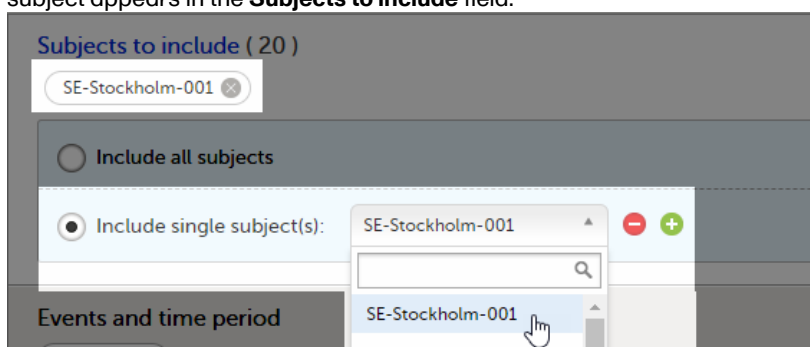 subject appears in the Subjects to include field.
Subjects to include ( 20 )
SE-Stockholm-001
Include all subjects
Include single subject(s): SE-Stockholm-001
SE-Stockholm-001
Events and time period